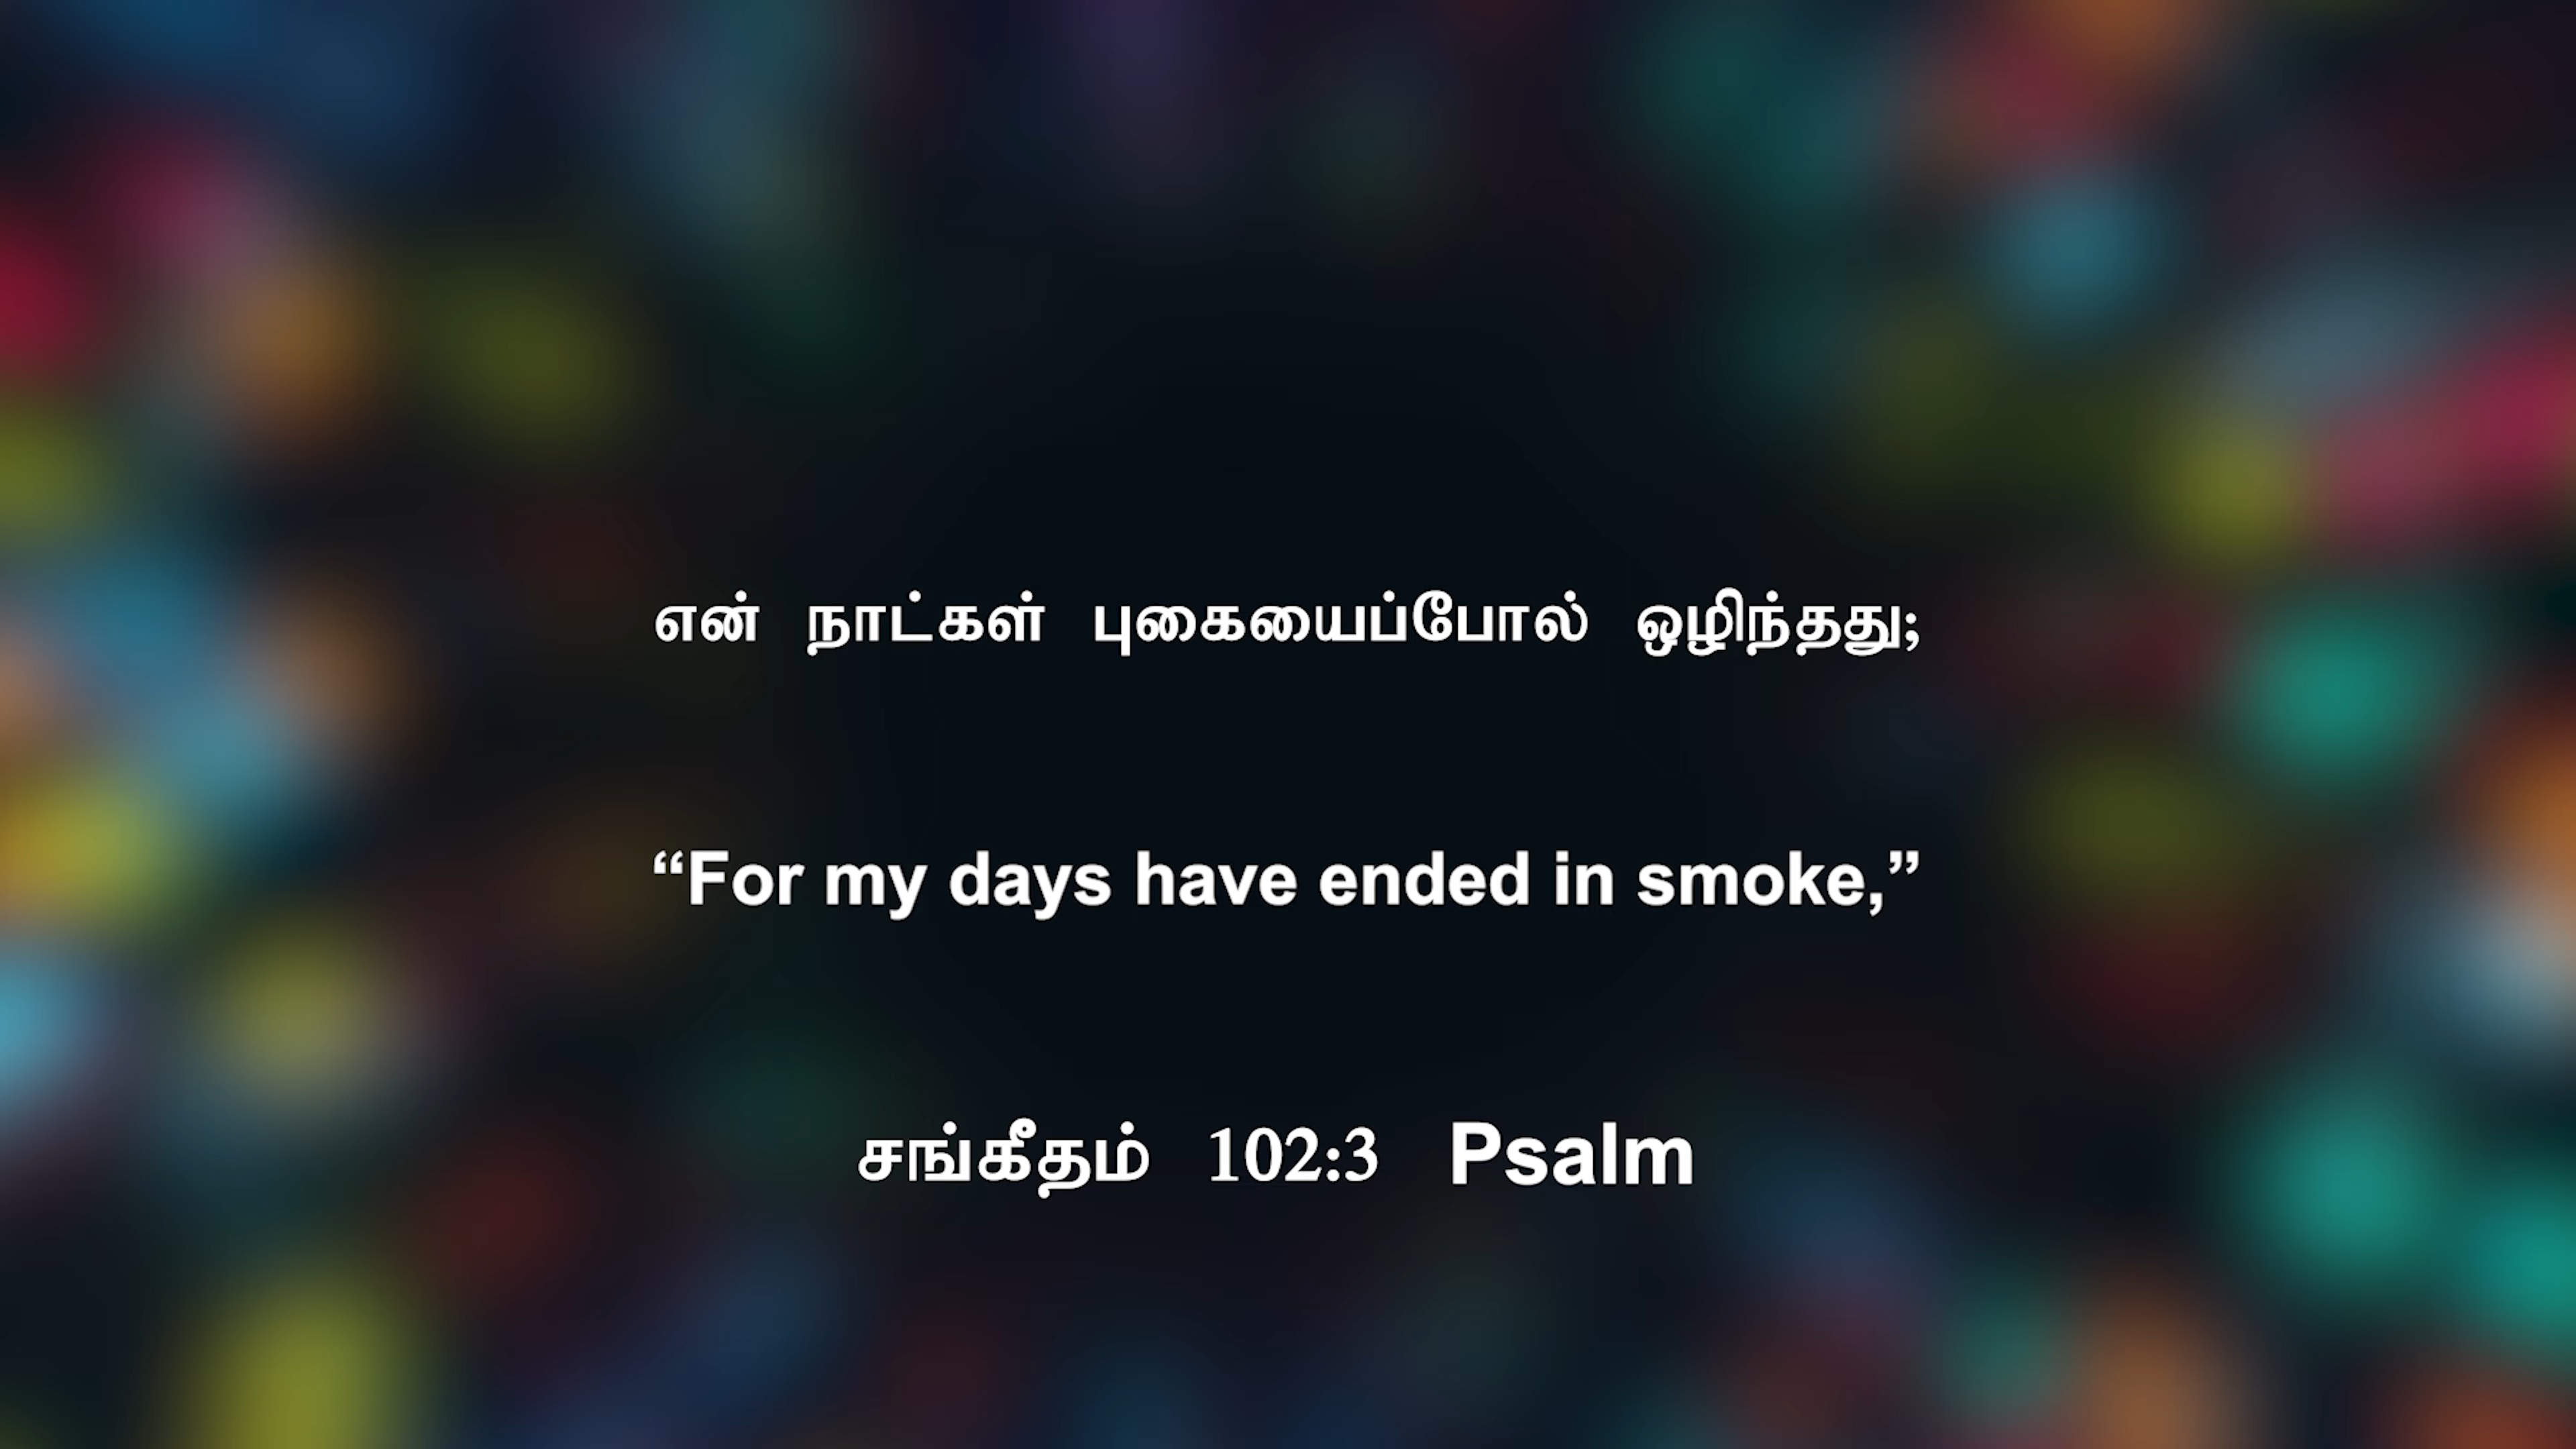 என் நாட்கள் புகையைப்போல் ஒழிந்தது;
“For my days have ended in smoke,”
சங்கீதம் 102:3 Psalm